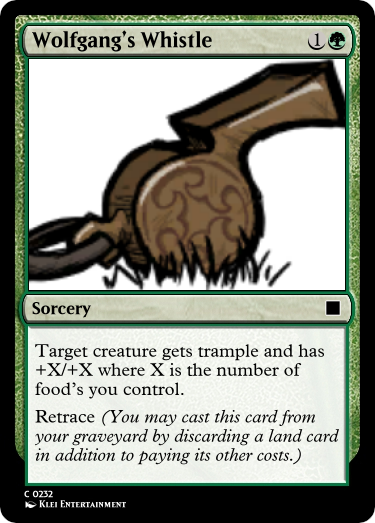 Wolfgang's Whistle 1
Sorcery
Target creature gets trample and has
+X/+X where X is the number of
food's you control.
Retrace (You may cast this card from
your graveyard by discarding a land card
in addition to paying its other costs.)
C 0232
Klei Entertainment